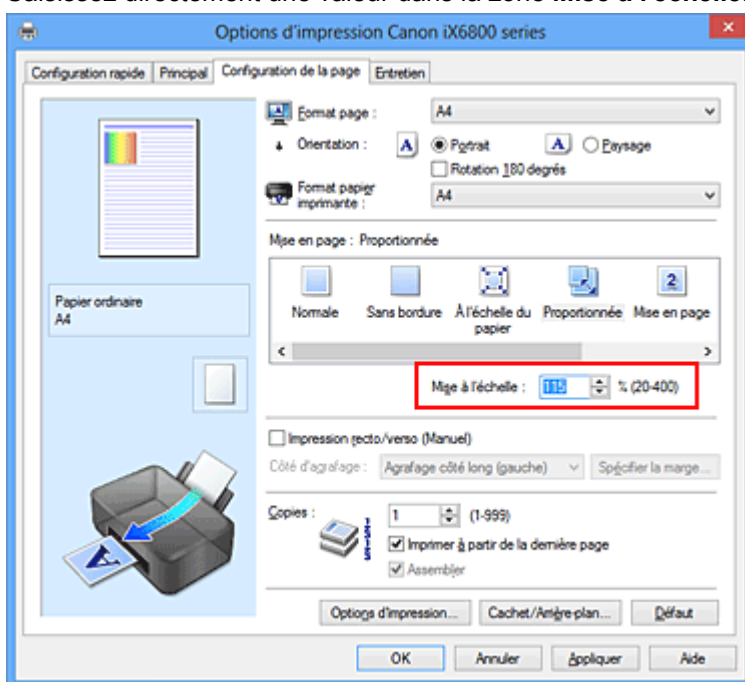 Options d'impression Canon iX6800 series
Configuration rapide Principal Configuration de la page Entretien
Format page : A4
Orientation : A Portrait A Paysage
Rotation 180 degrés
Format papier imprimante : A4
Mise en page : Proportionnée
Normale Sans bordure À l'échelle du papier Proportionnée 2 Mise en page
Papier ordinaire
A4
Mise à l'échelle : 115 % (20-400)
Impression recto/verso (Manuel)
Côté d'agrafage : Agrafage côté long (gauche) Spécifier la marge...
Copies : 1 (1-999)
Imprimer à partir de la dernière page
Assembler
Options d'impression... Cachet/Arrière-plan... Défaut
OK Annuler Appliquer Aide